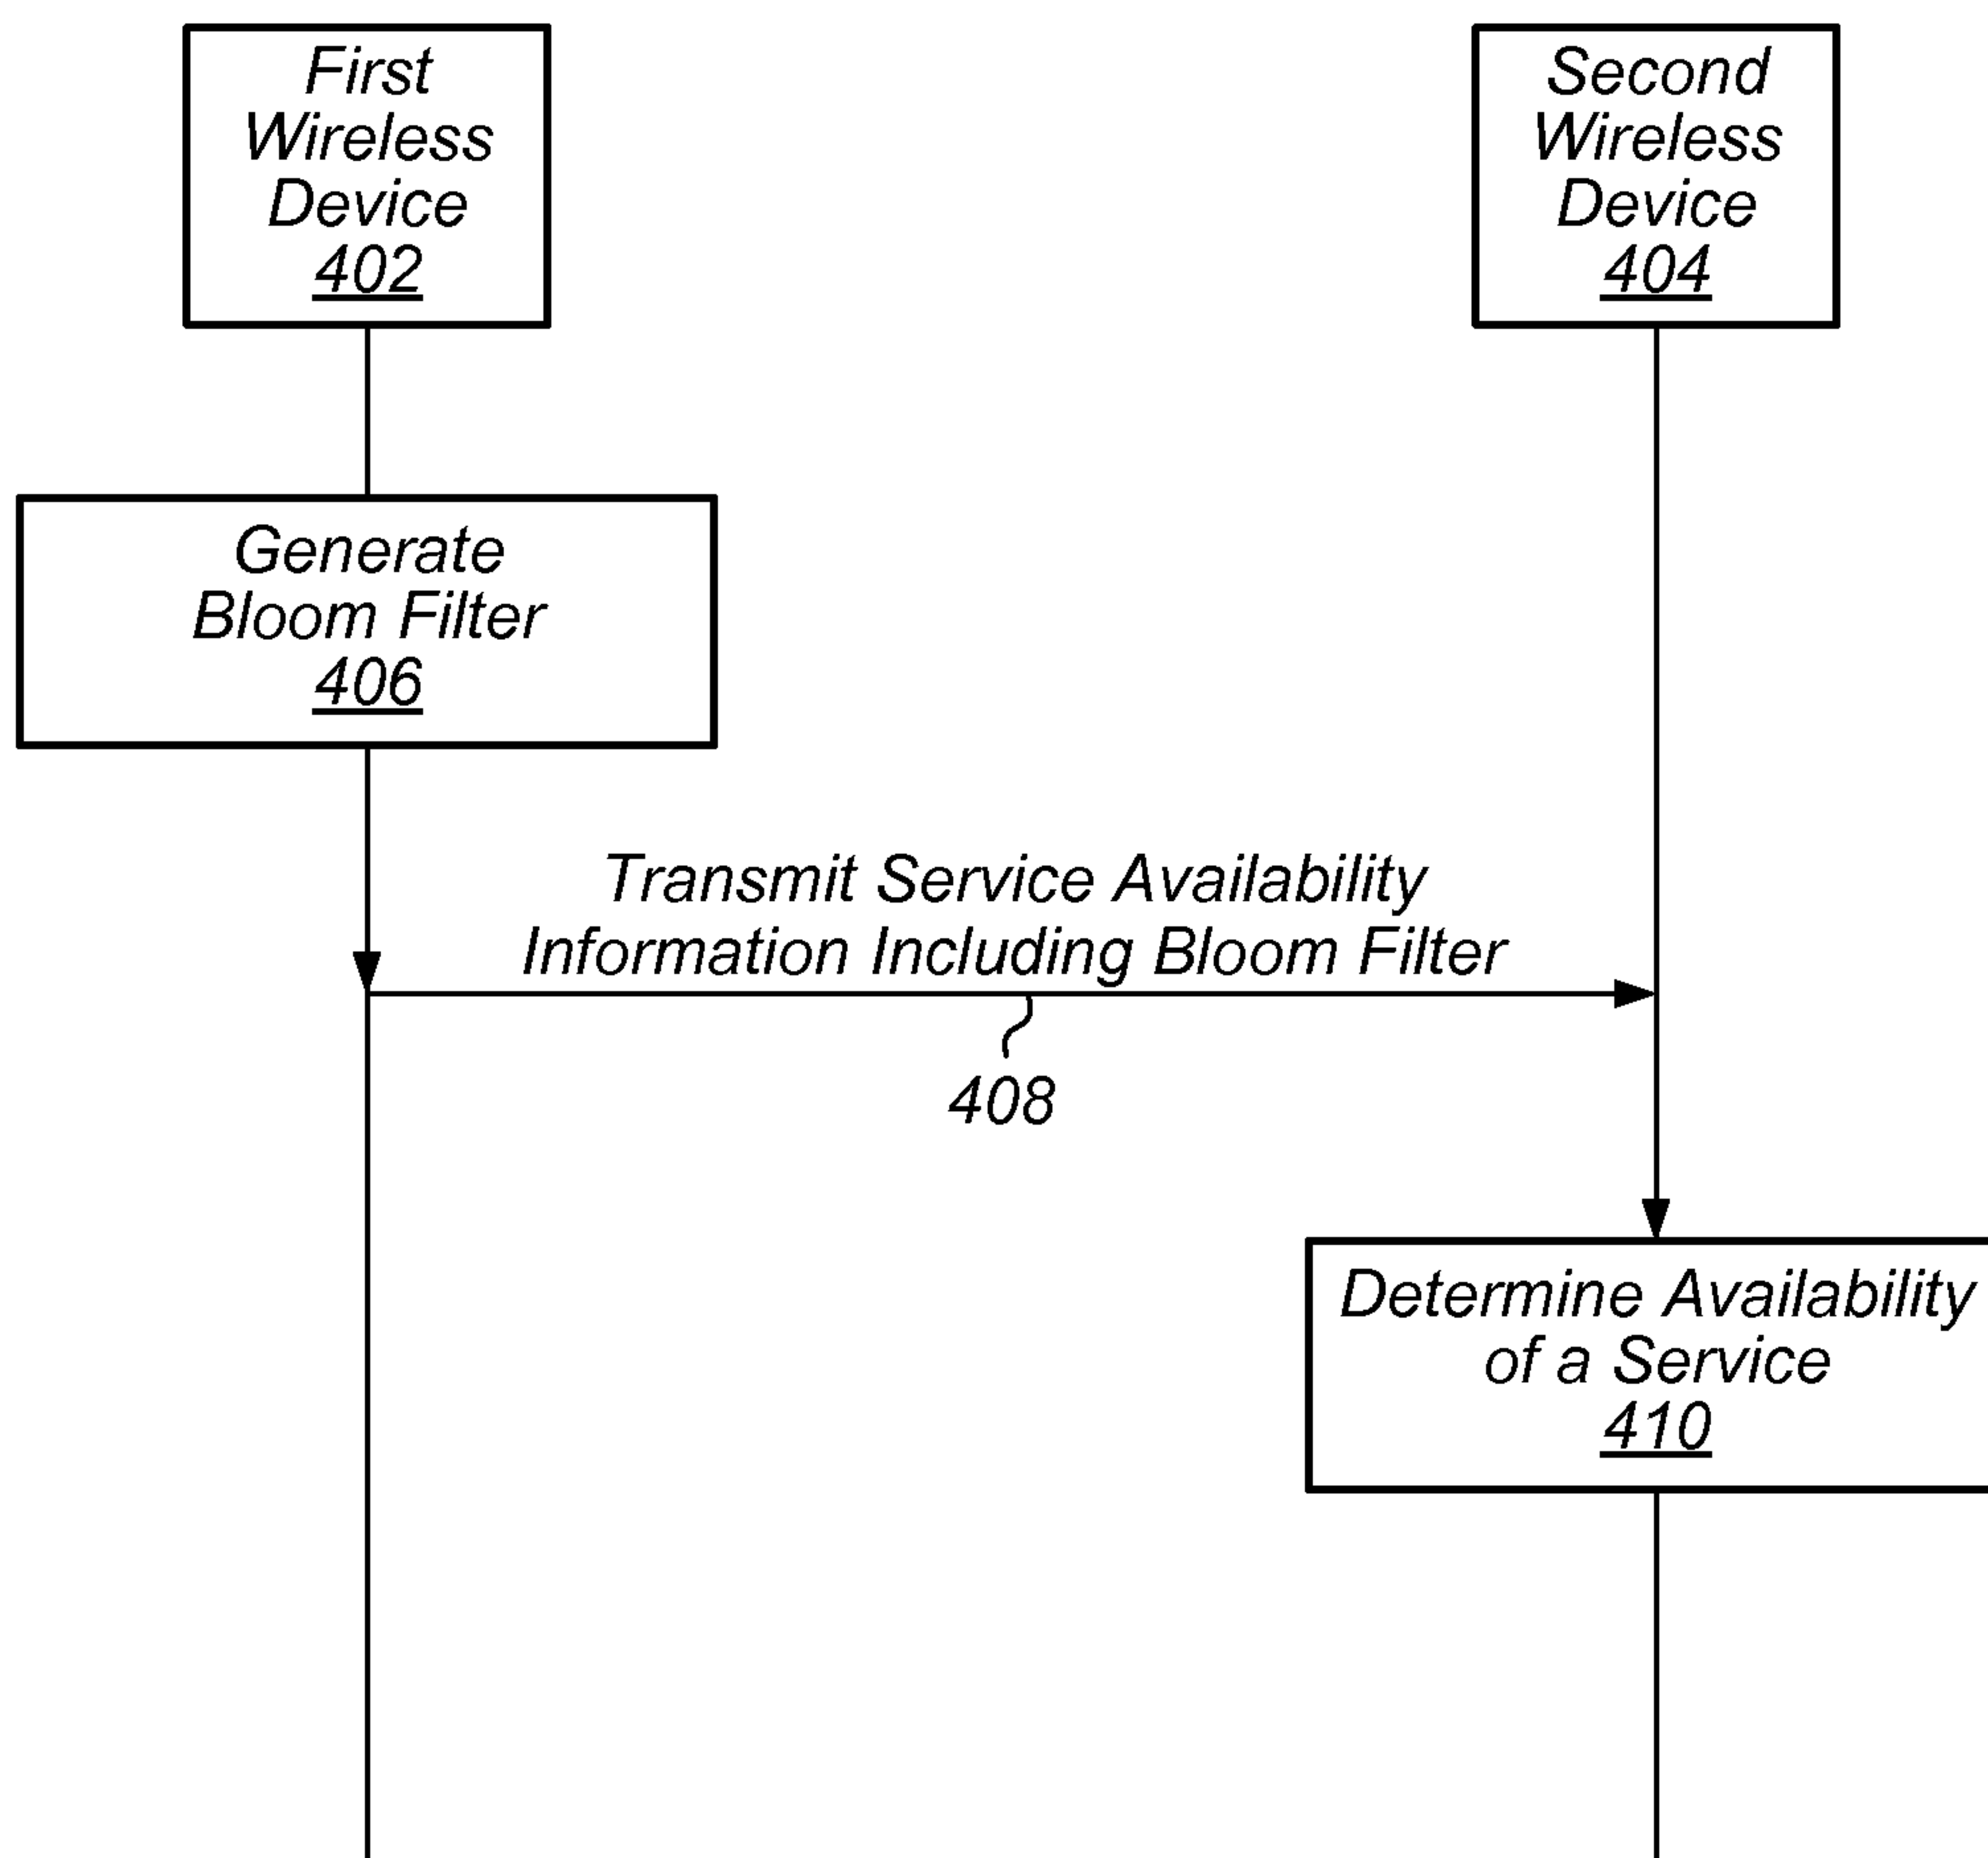 First
Wireless
Device
402
Second
Wireless
Device
404
Generate
Bloom Filter
406
Transmit Service Availability
Information Including Bloom Filter
408
Determine Availability
of a Service
410